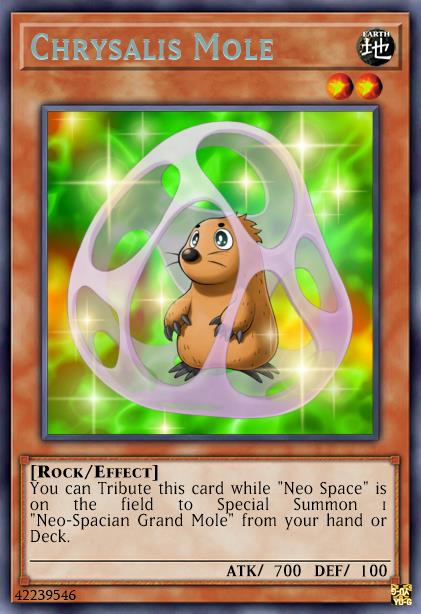 Chrysalis Mole
EARTH
地
[Rock/Effect]
You can Tribute this card while "Neo Space" is
on the field to Special Summon 1
"Neo-Spacian Grand Mole" from your hand or
Deck.
ATK/ 700 DEF/ 100
42239546